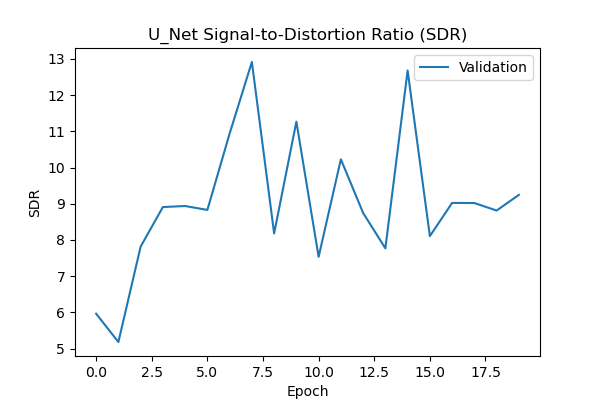 U_Net Signal-to-Distortion Ratio (SDR)
Validation
13
12
11
10
9
8
7
6
5
SDR
0.0 2.5 5.0 7.5 10.0 12.5 15.0 17.5
Epoch